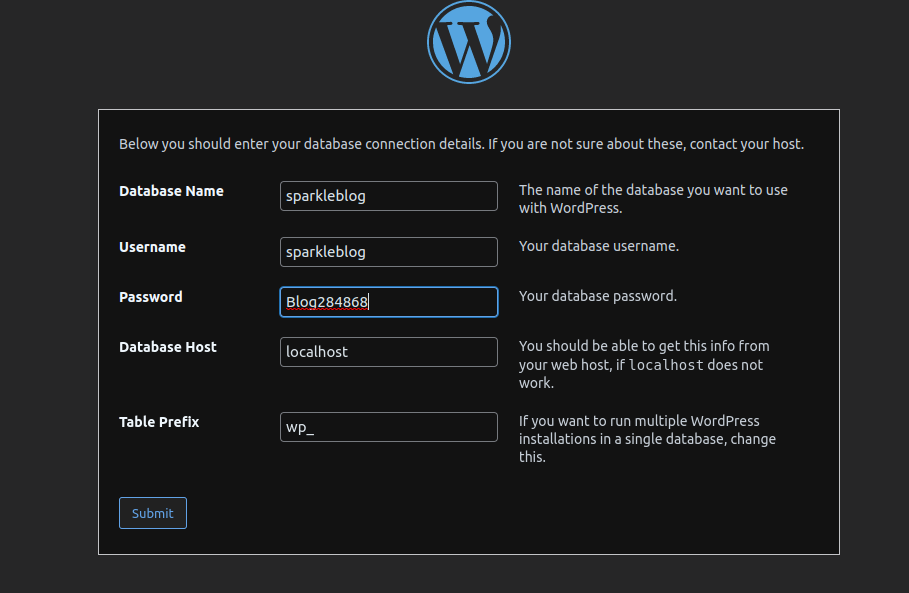 Below you should enter your database connection details. If you are not sure about these, contact your host.
Database Name
sparkleblog
The name of the database you want to use
with WordPress.
Username
sparkleblog
Your database username.
Password
Blog284868
Your database password.
Database Host
localhost
You should be able to get this info from
your web host, if localhost does not
work.
Table Prefix
wp_
If you want to run multiple WordPress
installations in a single database, change
this.
Submit